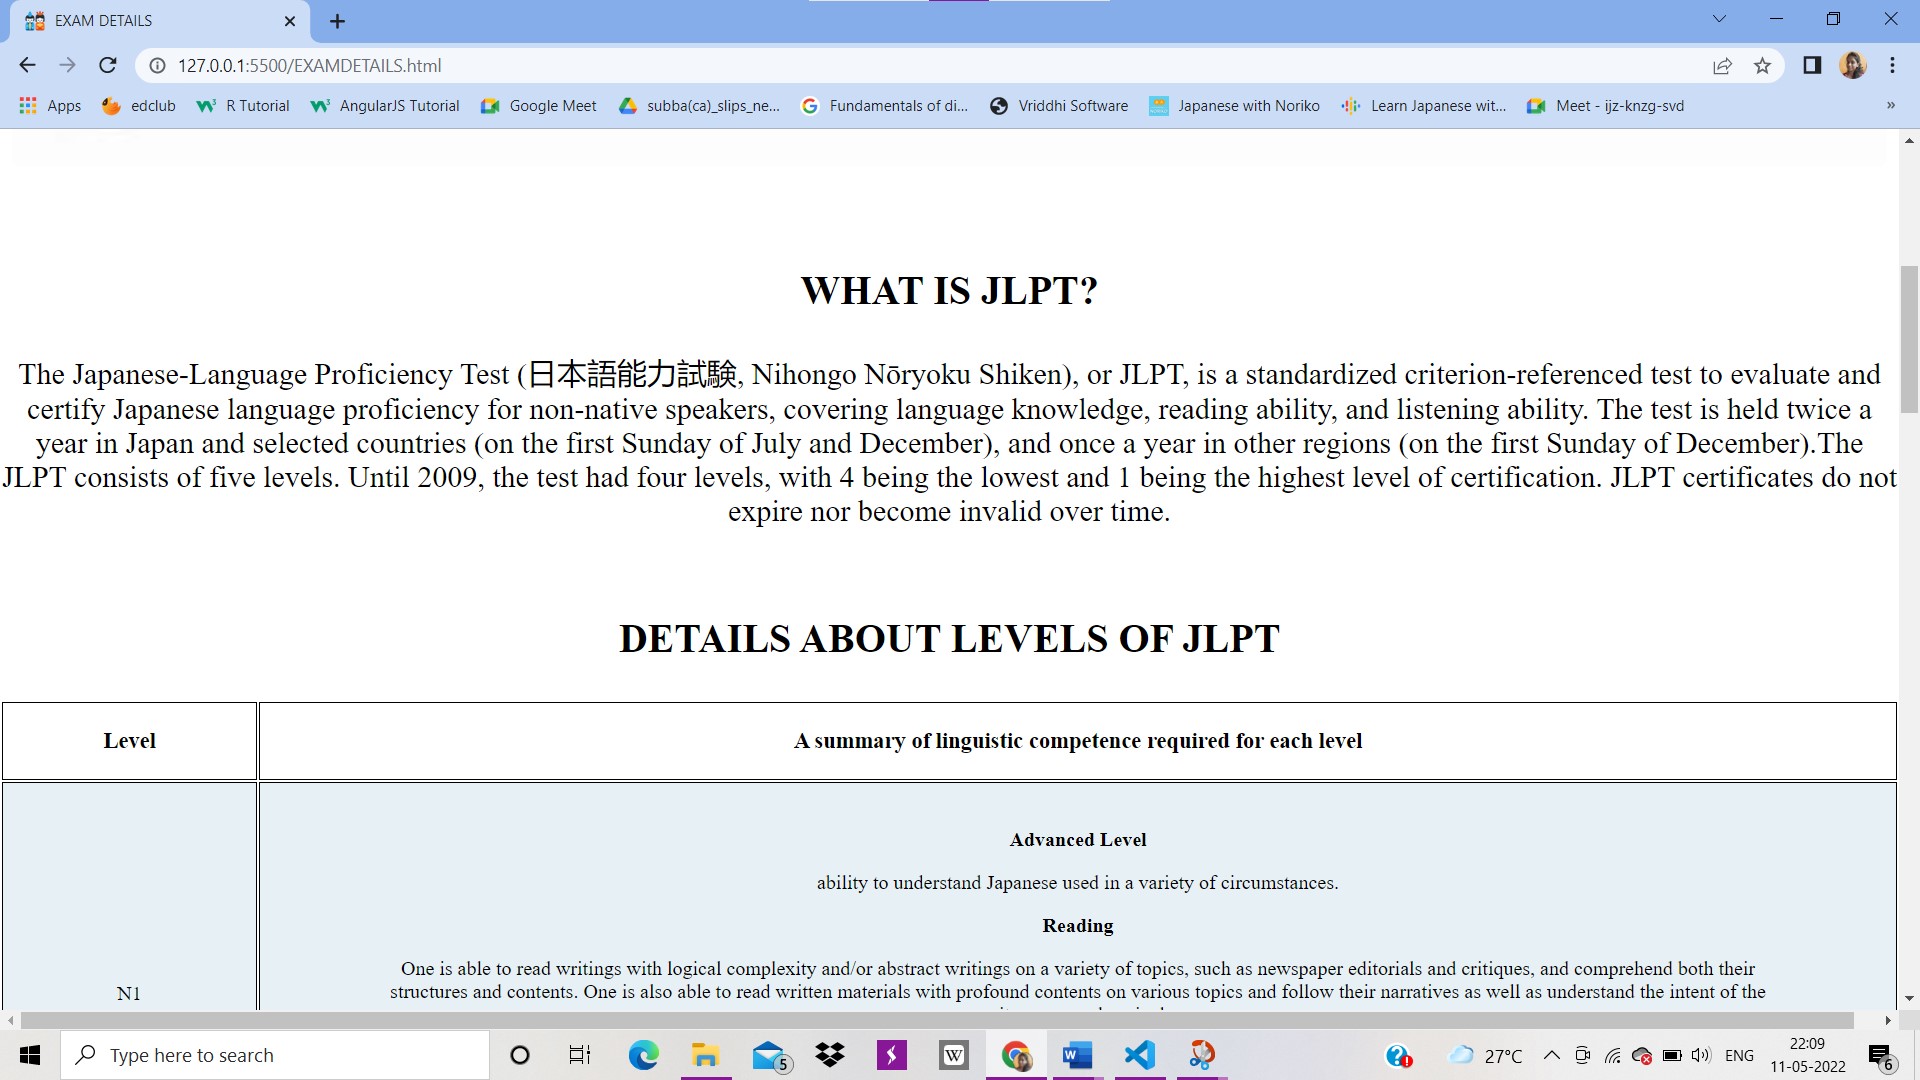 EXAM DETAILS
127.0.0.1:5500/EXAMDETAILS.html
Apps edclub R Tutorial AngularJS Tutorial Google Meet subba(ca)_slips_ne... Fundamentals of di... Vriddhi Software Japanese with Noriko Learn Japanese wit... Meet - ijz-knzg-svd »
WHAT IS JLPT?
The Japanese-Language Proficiency Test (日本語能力試験, Nihongo Nōryoku Shiken), or JLPT, is a standardized criterion-referenced test to evaluate and
certify Japanese language proficiency for non-native speakers, covering language knowledge, reading ability, and listening ability. The test is held twice a
year in Japan and selected countries (on the first Sunday of July and December), and once a year in other regions (on the first Sunday of December).The
JLPT consists of five levels. Until 2009, the test had four levels, with 4 being the lowest and 1 being the highest level of certification. JLPT certificates do not
expire nor become invalid over time.
DETAILS ABOUT LEVELS OF JLPT
Level A summary of linguistic competence required for each level
Advanced Level
ability to understand Japanese used in a variety of circumstances.
Reading
One is able to read writings with logical complexity and/or abstract writings on a variety of topics, such as newspaper editorials and critiques, and comprehend both their
N1 structures and contents. One is also able to read written materials with profound contents on various topics and follow their narratives as well as understand the intent of the
Type here to search 5 27°C ENG 22:09
11-05-2022 6